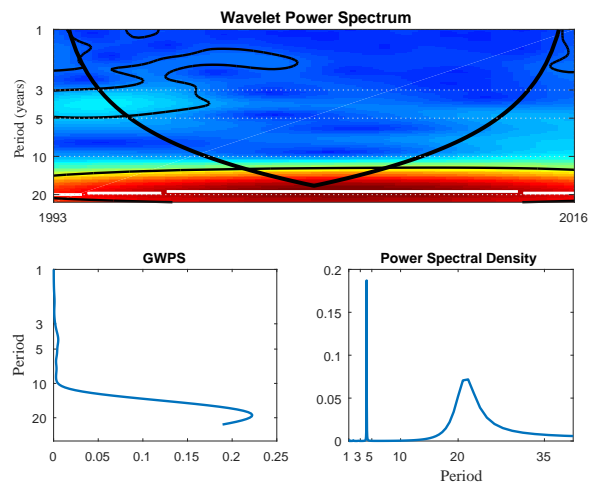 Wavelet Power Spectrum
Period (years)
1
3
5
10
20
1993
2016
GWPS
Period
1
3
5
10
20
0 0.05 0.1 0.15 0.2 0.25
Power Spectral Density
0.2
0.15
0.1
0.05
0
1 3 5 10 20 35
Period